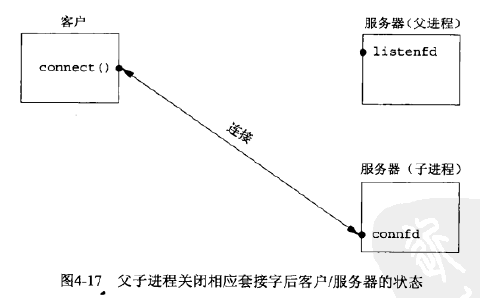 客户
connect()
服务器(父进程)
listenfd
连接
服务器(子进程)
connfd
图4-17 父子进程关闭相应套接字后客户/服务器的状态